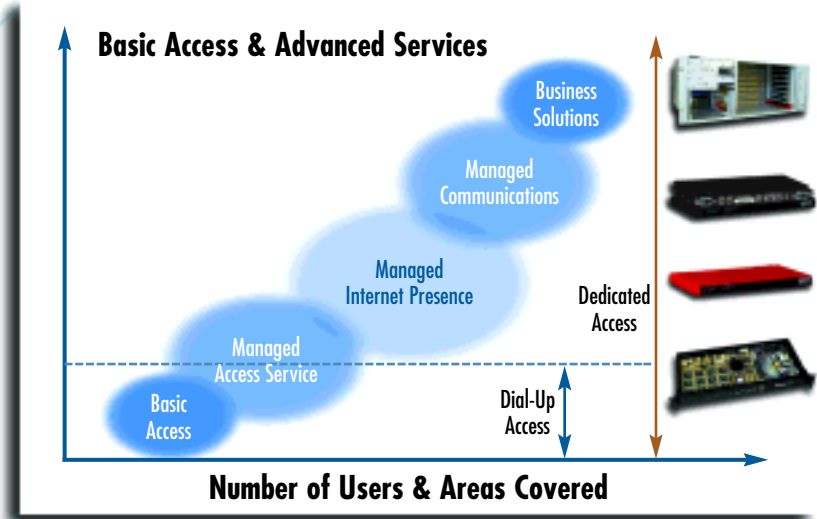 Basic Access & Advanced Services
Business
Solutions
Managed
Communications
Managed
Internet Presence
Dedicated
Access
Managed
Access Service
Dial-Up
Access
Basic
Access
Number of Users & Areas Covered